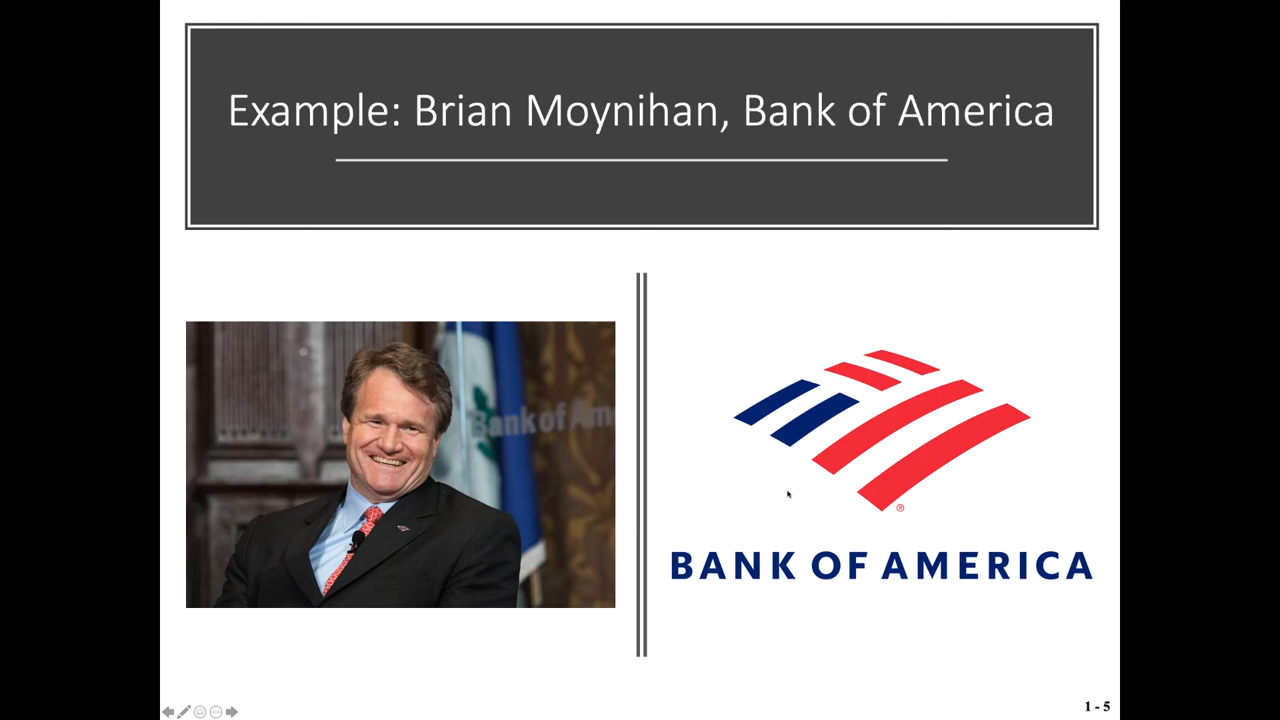 Example: Brian Moynihan, Bank of America
Bank of Am
®
BANK OF AMERICA
1 - 5